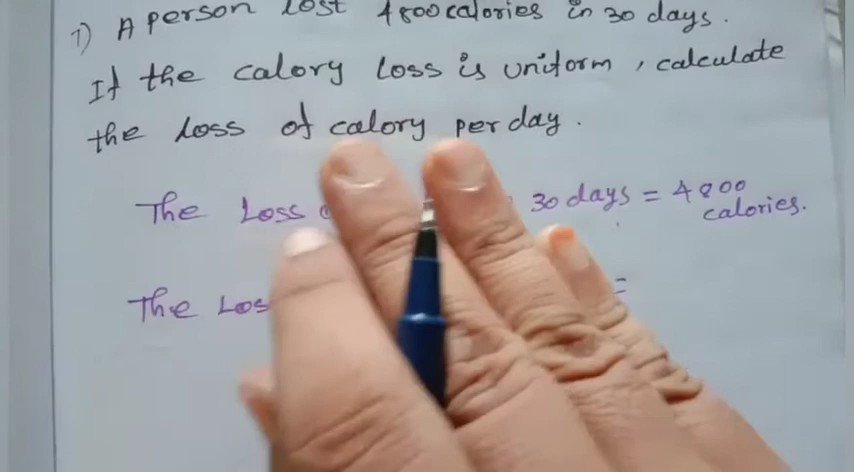 1) A person lost 4800 calories in 30 days.
If the calory loss is uniform, calculate
the loss of calory per day.
The Loss 30 days = 4800
calories.
The Los =